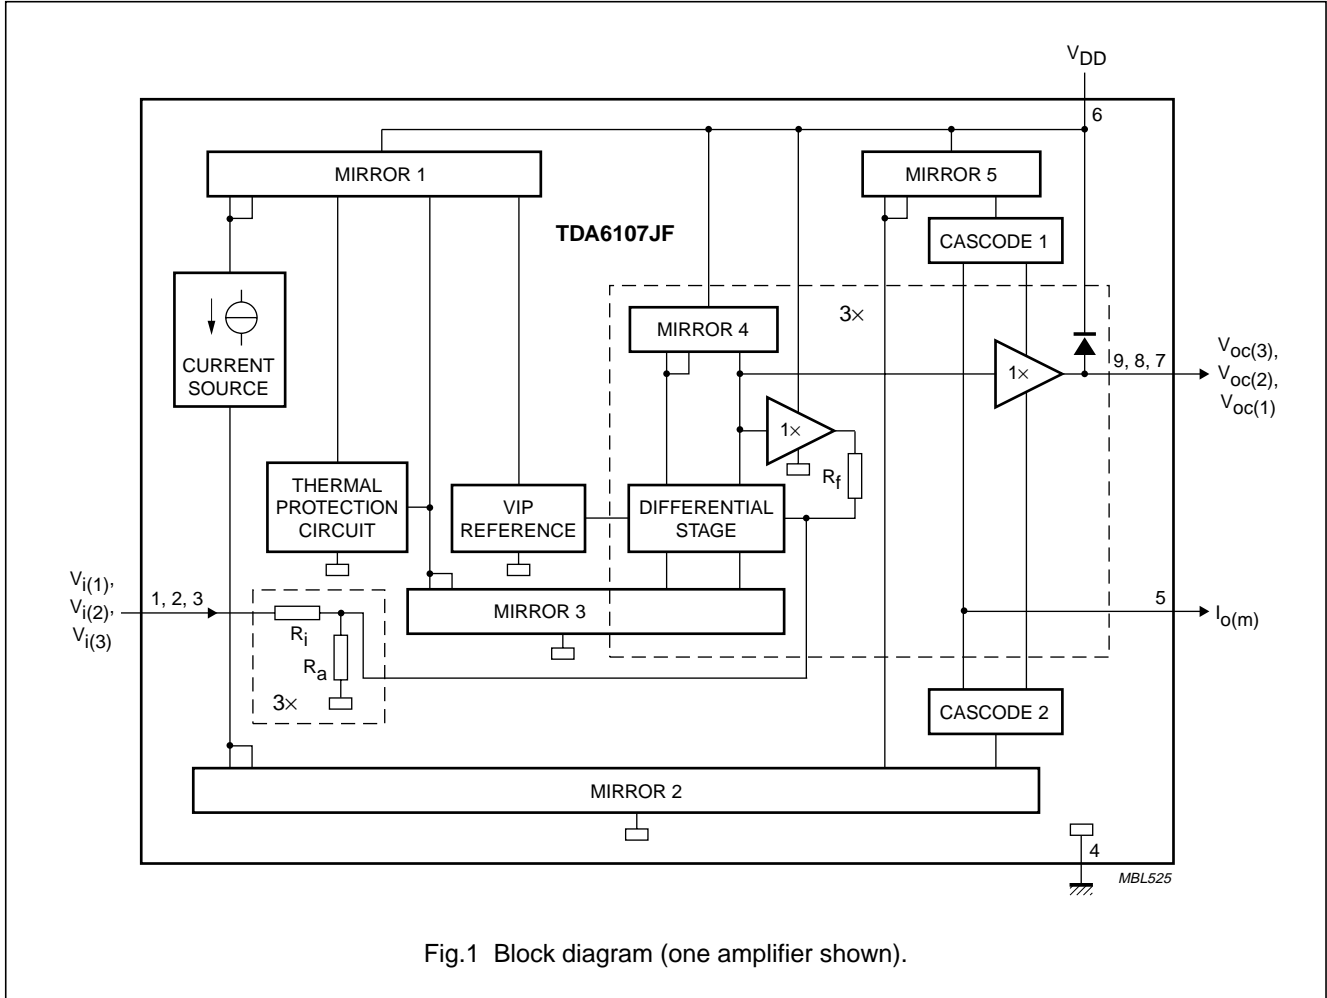 VDD
6
MIRROR 1
MIRROR 5
TDA6107JF
CASCODE 1
3×
MIRROR 4
CURRENT
SOURCE
1×
9, 8, 7
Voc(3),
Voc(2),
Voc(1)
1×
Rf
THERMAL
PROTECTION
CIRCUIT
VIP
REFERENCE
DIFFERENTIAL
STAGE
Vi(1),
Vi(2),
Vi(3)
1, 2, 3
MIRROR 3
5
Io(m)
Ri
Ra
3×
CASCODE 2
MIRROR 2
4
MBL525
Fig.1 Block diagram (one amplifier shown).